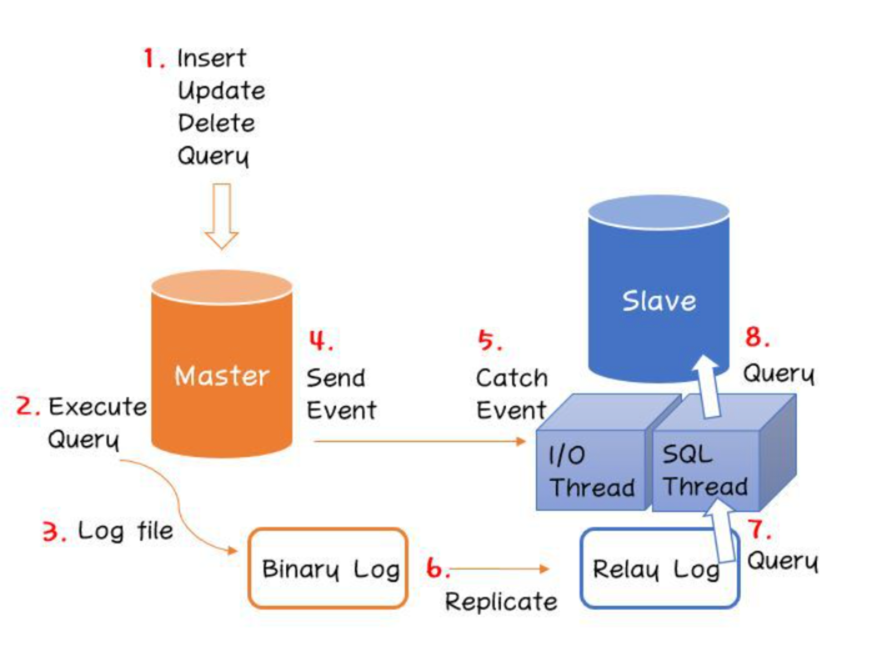 1. Insert
Update
Delete
Query
Master
2. Execute
Query
3. Log file
Binary Log
4.
Send
Event
5.
Catch
Event
I/O
Thread
SQL
Thread
Slave
6.
Replicate
Relay Log
7.
Query
8.
Query